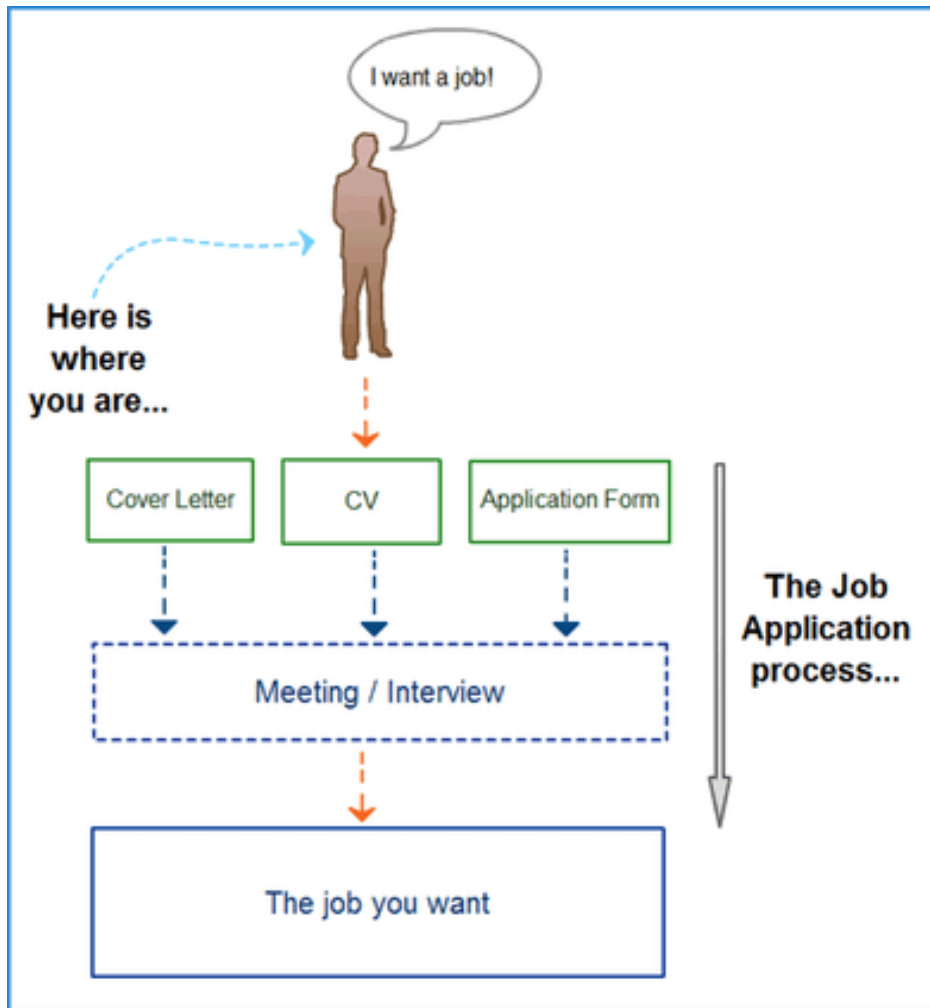 I want a job!
Here is
where
you are...
Cover Letter
CV
Application Form
The Job
Application
process...
Meeting / Interview
The job you want